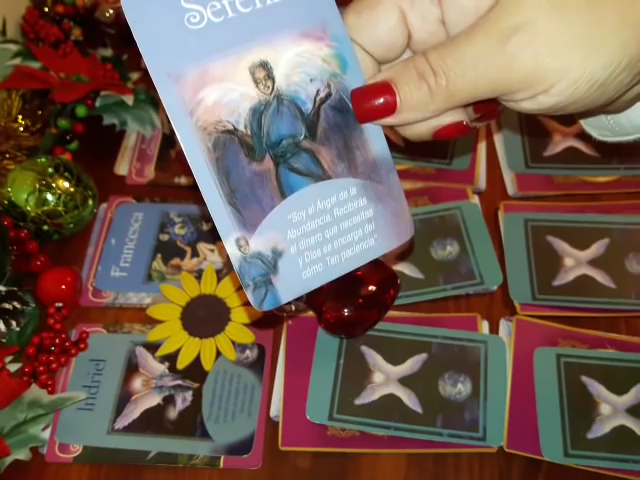 Seren
"Soy el Ángel de la
Abundancia. Recibirás
el dinero que necesitas
y Dios se encarga del
cómo. Ten paciencia"
Francesca
Indriel